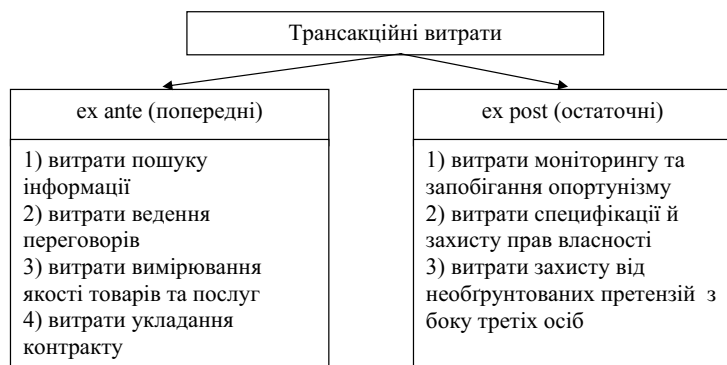 Трансакційні витрати
ex ante (попередні)
1) витрати пошуку
інформації
2) витрати ведення
переговорів
3) витрати вимірювання
якості товарів та послуг
4) витрати укладання
контракту
ex post (остаточні)
1) витрати моніторингу та
запобігання опортунізму
2) витрати специфікації й
захисту прав власності
3) витрати захисту від
необґрунтованих претензій з
боку третіх осіб